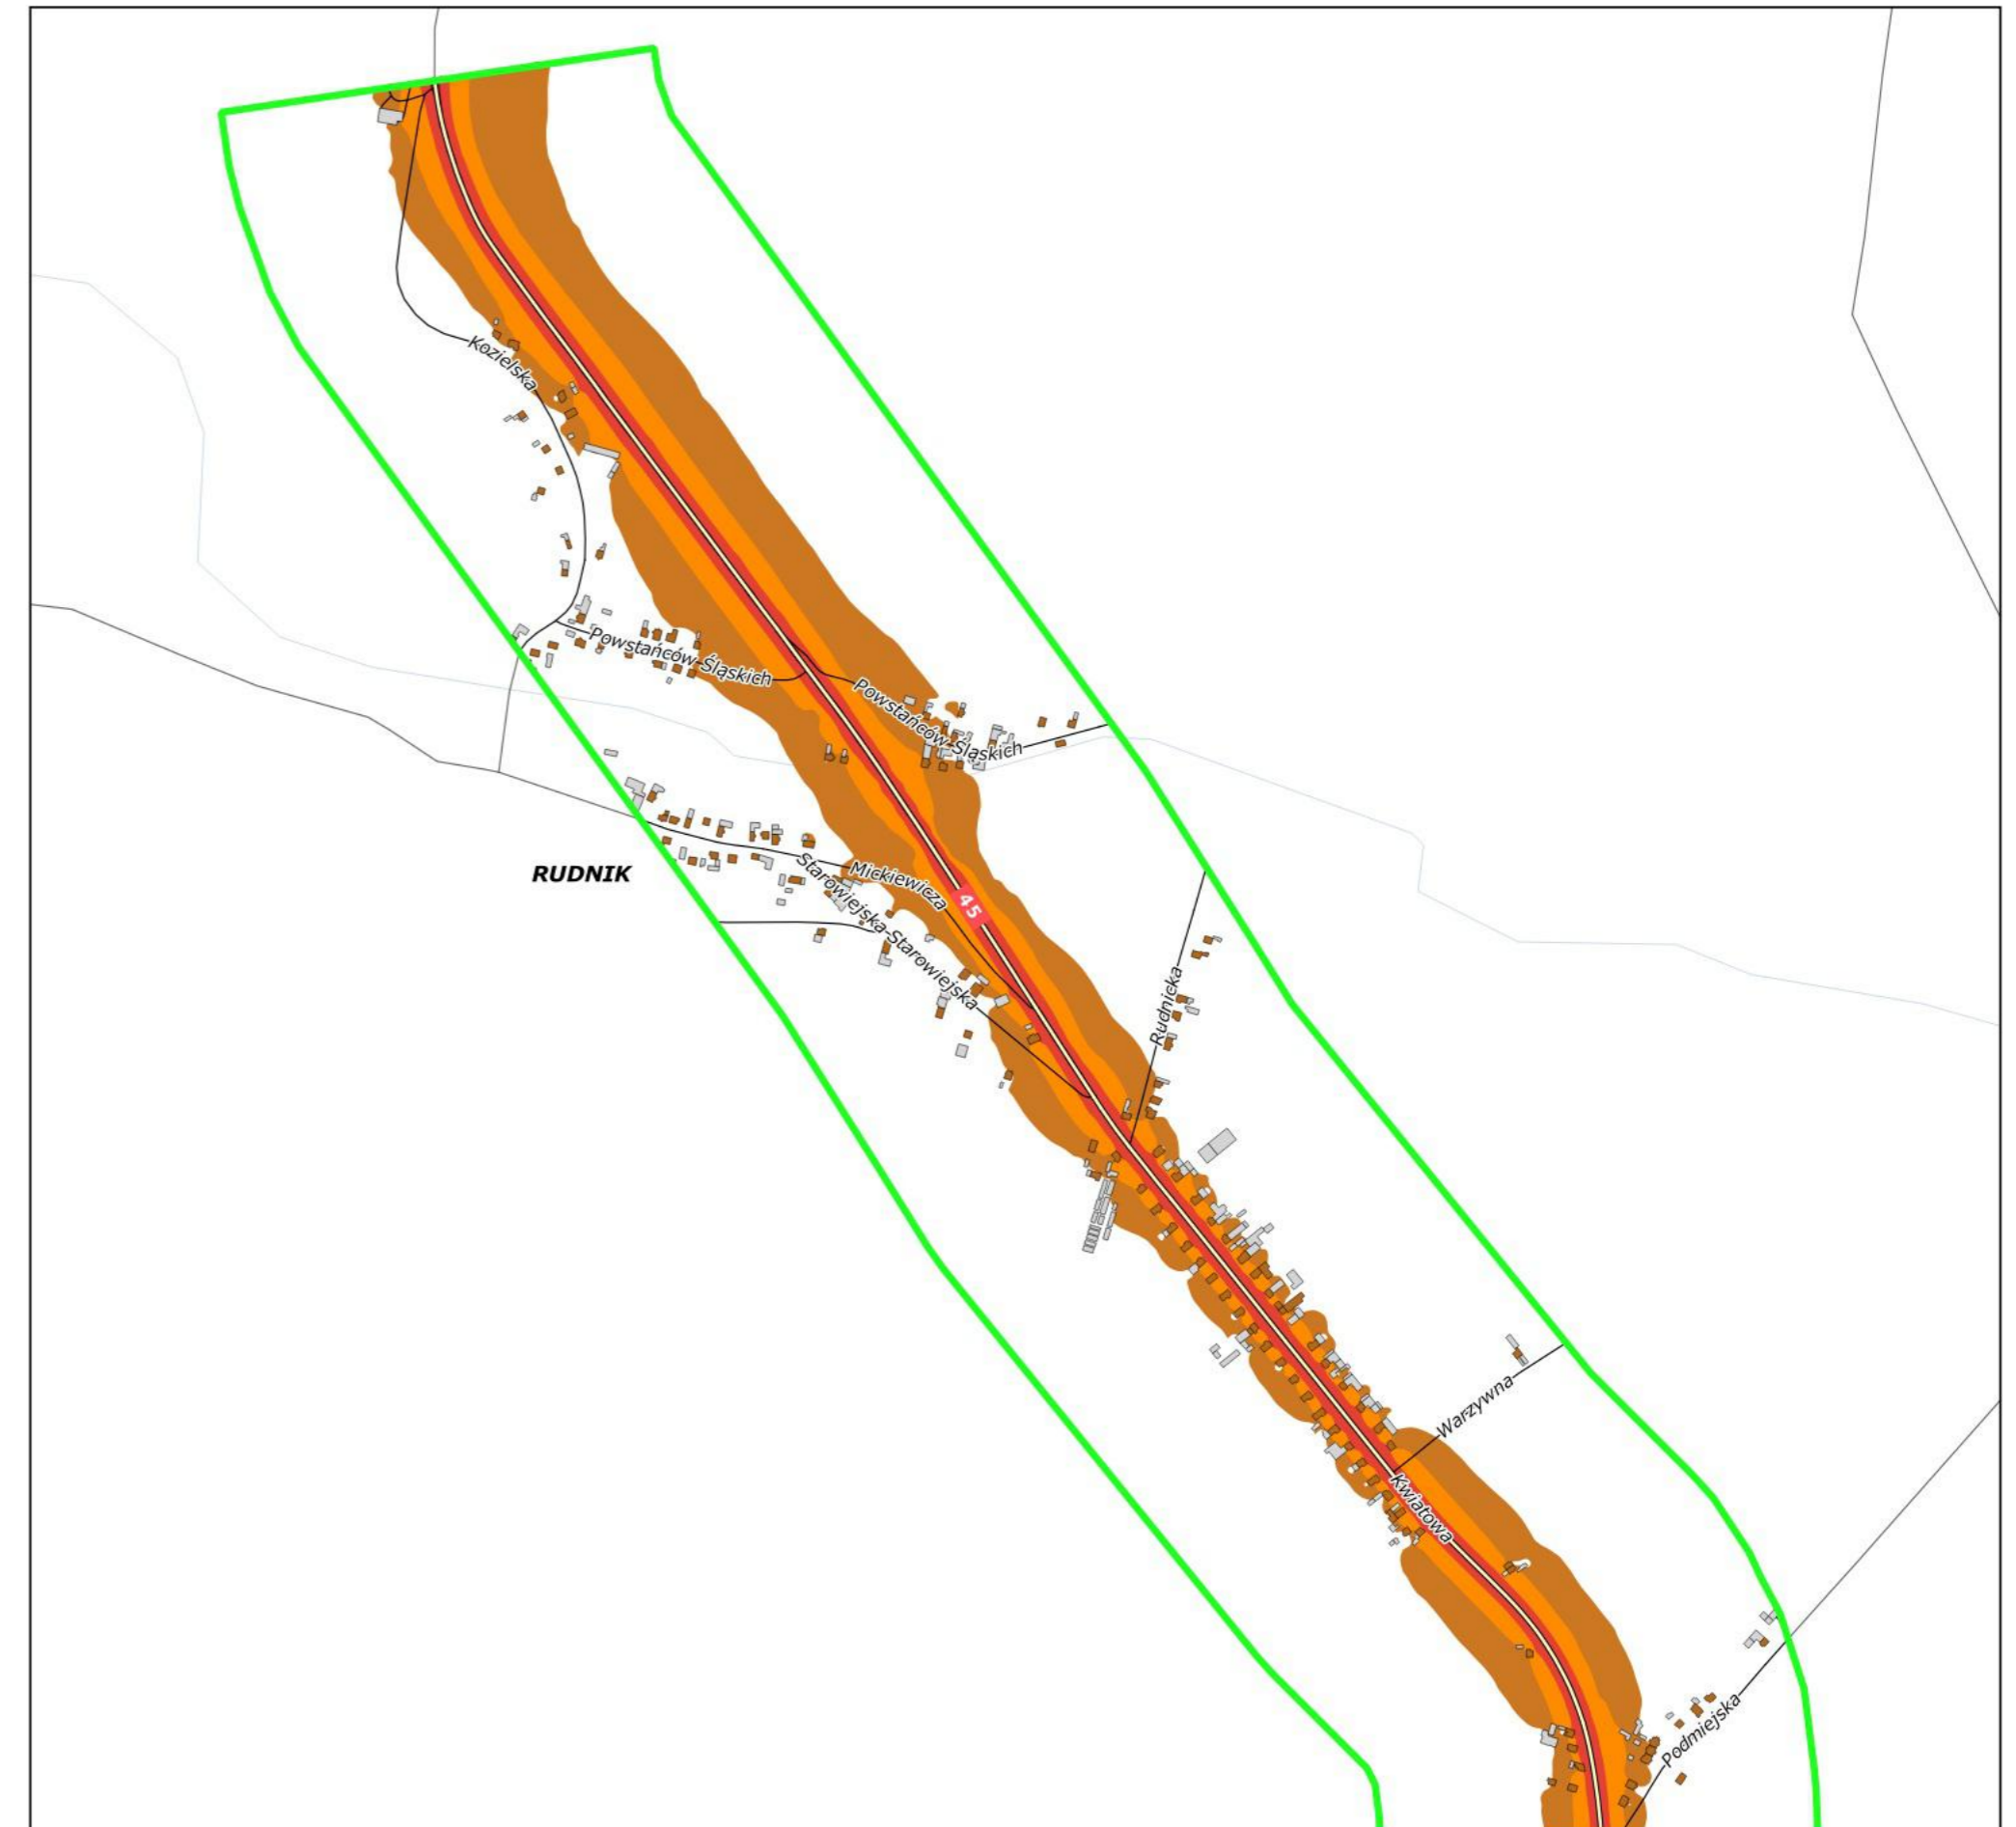 Kozielska
Powstańców-Śląskich
Powstańców-Śląskich
RUDNIK
Mickiewicza
Starowiejska-Starowiejska
45
Rudnicka
Warzywna
Kwiatowa
Podmiejska